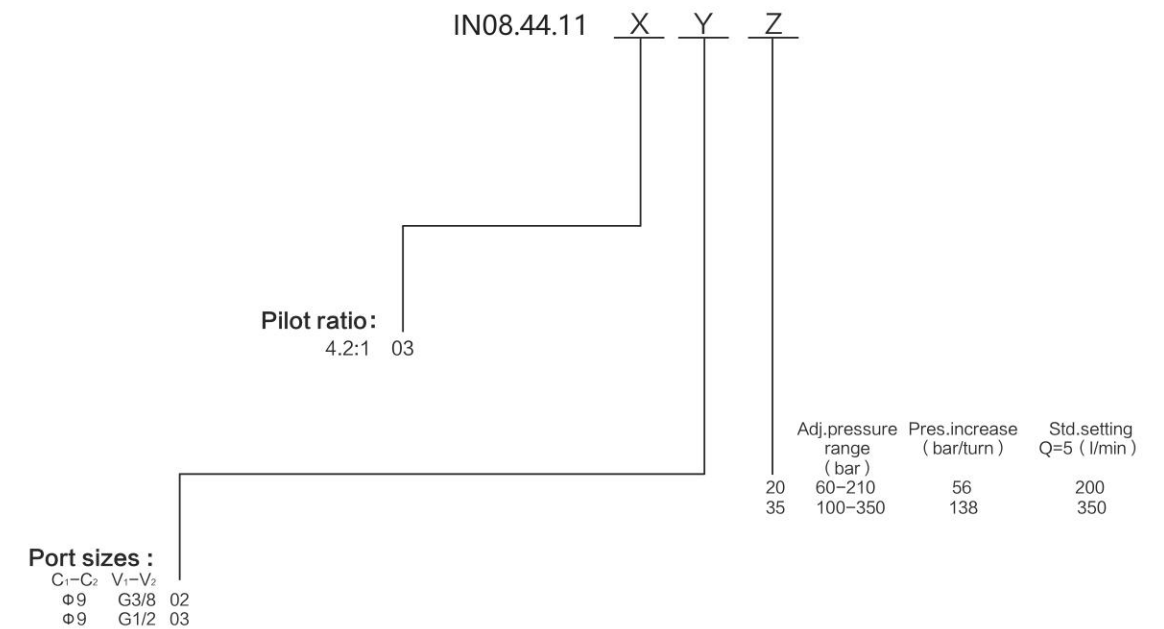 IN08.44.11 X Y Z
Pilot ratio:
4.2:1 03
Adj.pressure range (bar) Pres.increase (bar/turn) Std.setting Q=5 (l/min)
20 60-210 56 200
35 100-350 138 350
Port sizes :
C₁-C₂ V₁-V₂
Φ9 G3/8 02
Φ9 G1/2 03